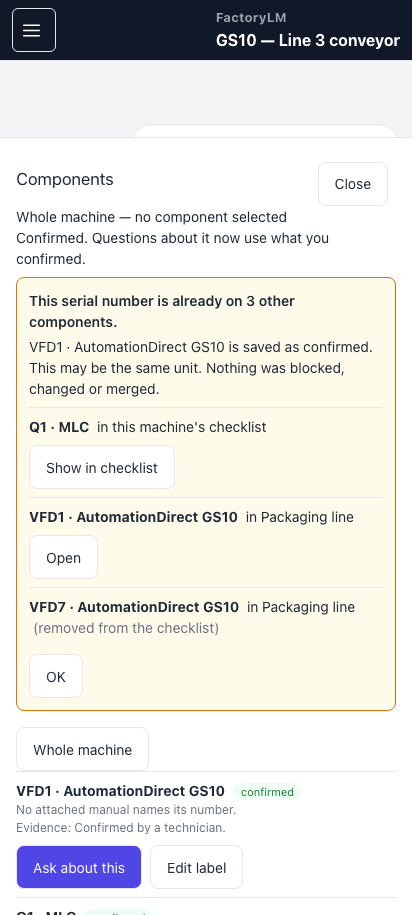 FactoryLM
GS10 — Line 3 conveyor
Components
Close
Whole machine — no component selected
Confirmed. Questions about it now use what you
confirmed.
This serial number is already on 3 other
components.
VFD1 · AutomationDirect GS10 is saved as confirmed.
This may be the same unit. Nothing was blocked,
changed or merged.
Q1 · MLC in this machine's checklist
Show in checklist
VFD1 · AutomationDirect GS10 in Packaging line
Open
VFD7 · AutomationDirect GS10 in Packaging line
(removed from the checklist)
OK
Whole machine
VFD1 · AutomationDirect GS10 confirmed
No attached manual names its number.
Evidence: Confirmed by a technician.
Ask about this
Edit label
Q1 · MLC confirmed